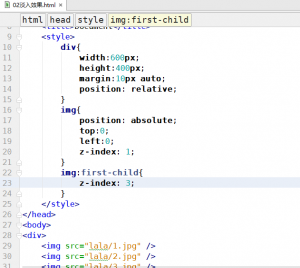 02淡入效果.html ×
html head style img:first-child
8 <title>Document</title>
9 <style>
10 div{
11 width:600px;
12 height:400px;
13 margin:10px auto;
14 position: relative;
15 }
16 img{
17 position: absolute;
18 top:0;
19 left:0;
20 z-index: 1;
21 }
22 img:first-child{
23 z-index: 3;
24 }
25 </style>
26 </head>
27 <body>
28 <div>
29 <img src="lala/1.jpg" />
30 <img src="lala/2.jpg" />
31 <img src="lala/3.jpg" />